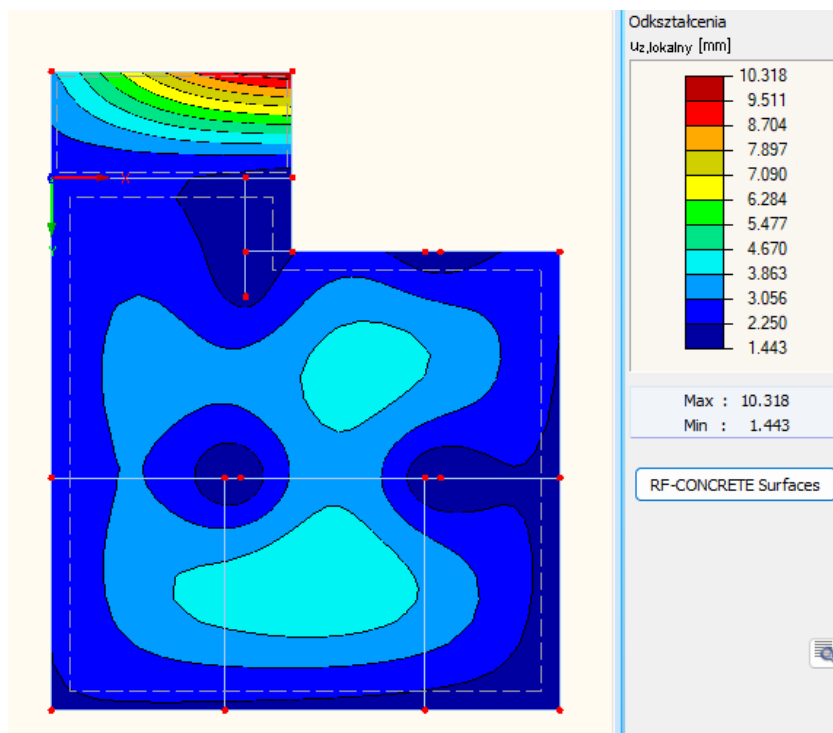 Odkształcenia
uz,lokalny [mm]
10.318
9.511
8.704
7.897
7.090
6.284
5.477
4.670
3.863
3.056
2.250
1.443
Max : 10.318
Min : 1.443
RF-CONCRETE Surfaces
X
Y